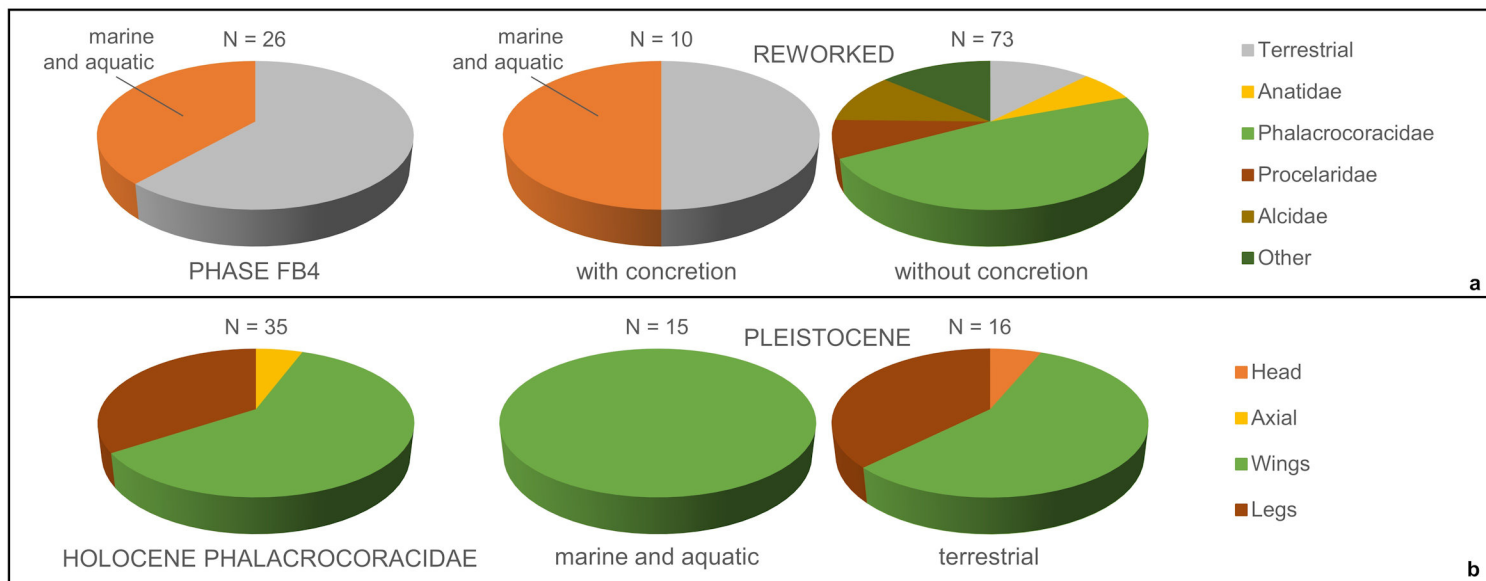 marine
and aquatic
N = 26
PHASE FB4
marine
and aquatic
N = 10
REWORKED
N = 73
with concretion
without concretion
Terrestrial
Anatidae
Phalacrocoracidae
Procelaridae
Alcidae
Other
a
N = 35
HOLOCENE PHALACROCORACIDAE
N = 15
PLEISTOCENE
N = 16
marine and aquatic
terrestrial
Head
Axial
Wings
Legs
b